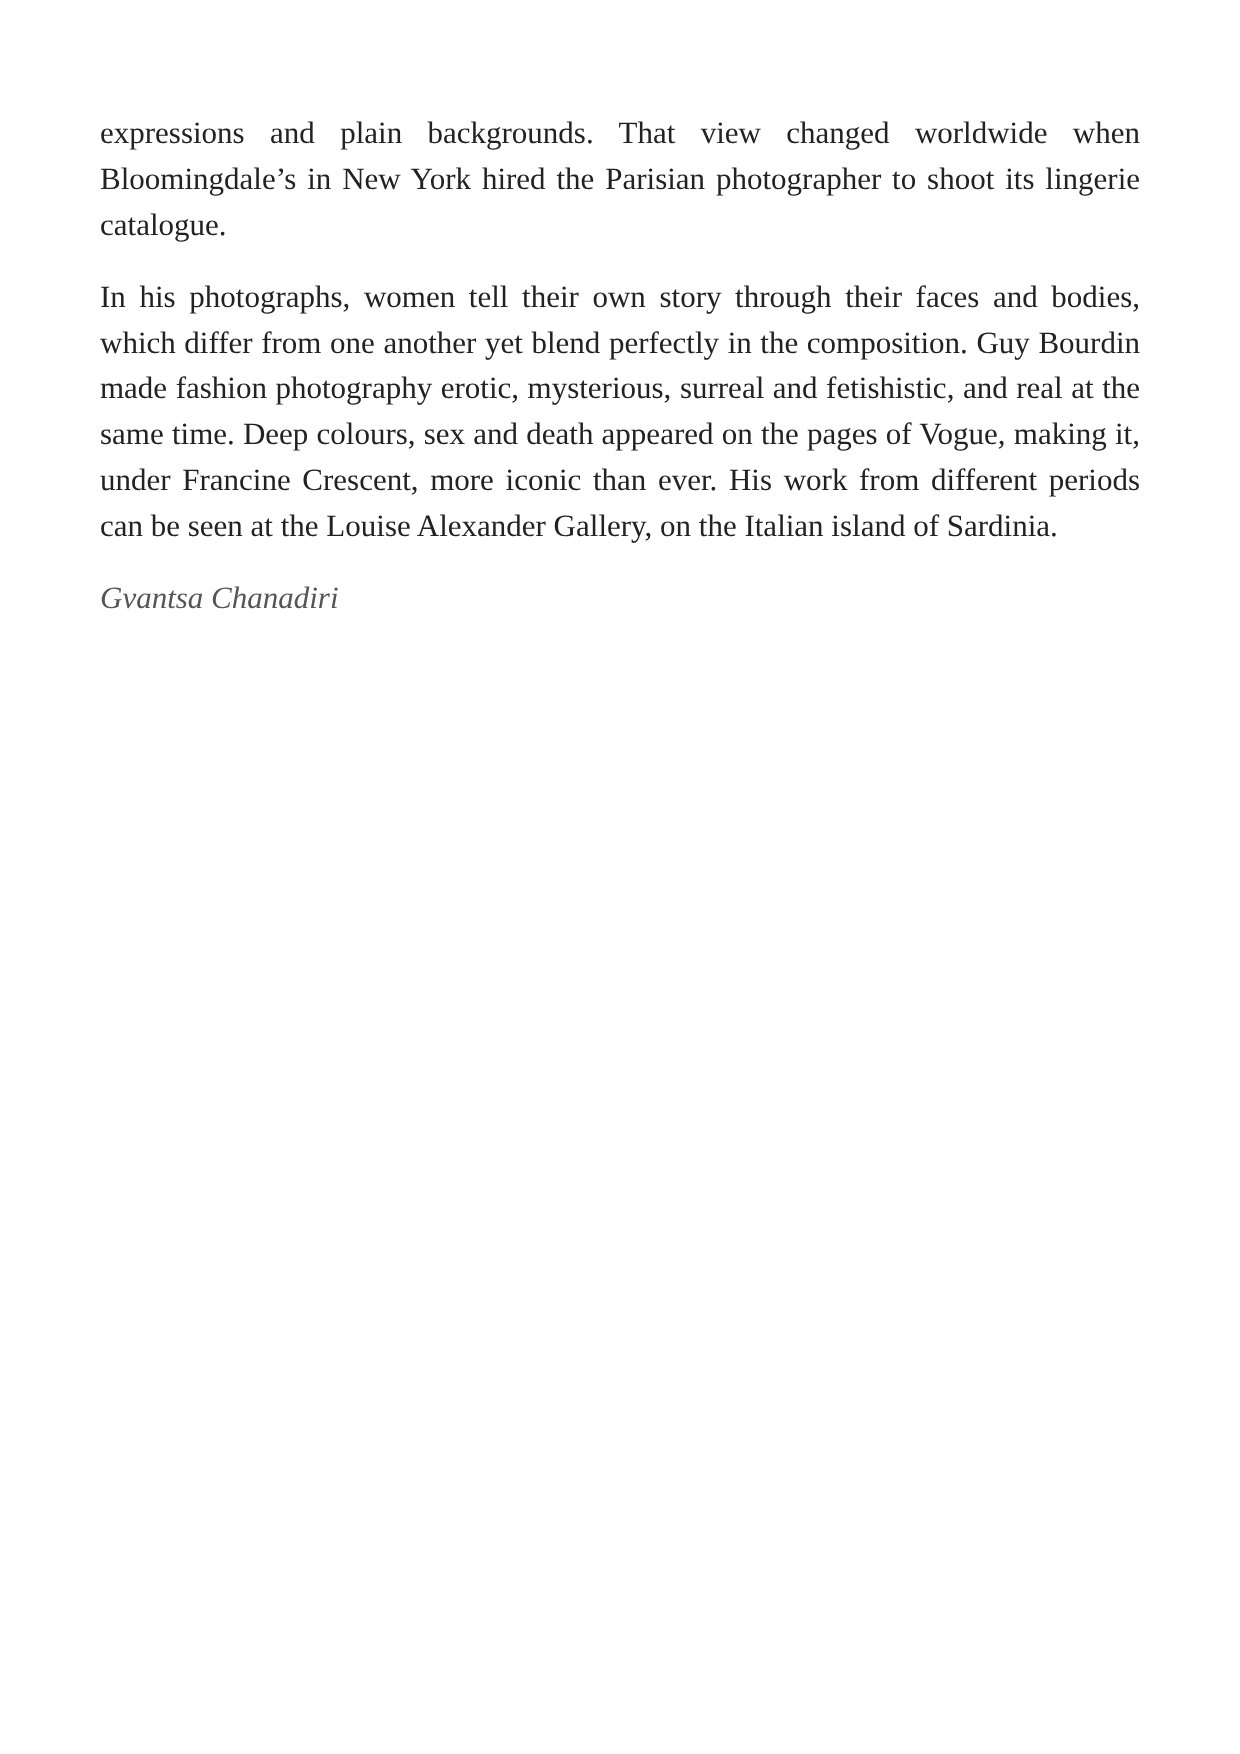 expressions and plain backgrounds. That view changed worldwide when
Bloomingdale’s in New York hired the Parisian photographer to shoot its lingerie
catalogue.
In his photographs, women tell their own story through their faces and bodies,
which differ from one another yet blend perfectly in the composition. Guy Bourdin
made fashion photography erotic, mysterious, surreal and fetishistic, and real at the
same time. Deep colours, sex and death appeared on the pages of Vogue, making it,
under Francine Crescent, more iconic than ever. His work from different periods
can be seen at the Louise Alexander Gallery, on the Italian island of Sardinia.
Gvantsa Chanadiri